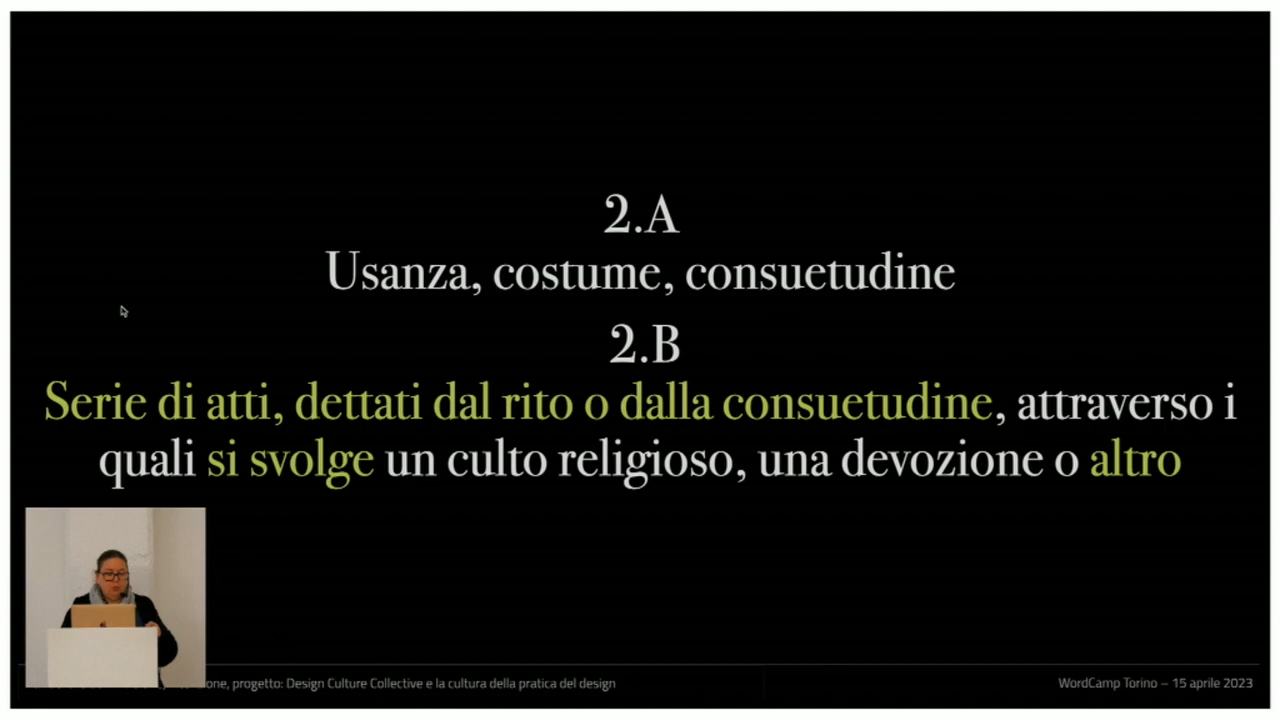 2.A
Usanza, costume, consuetudine
2.B
Serie di atti, dettati dal rito o dalla consuetudine, attraverso i
quali si svolge un culto religioso, una devozione o altro
progetto: Design Culture Collective e la cultura della pratica del design
WordCamp Torino – 15 aprile 2023